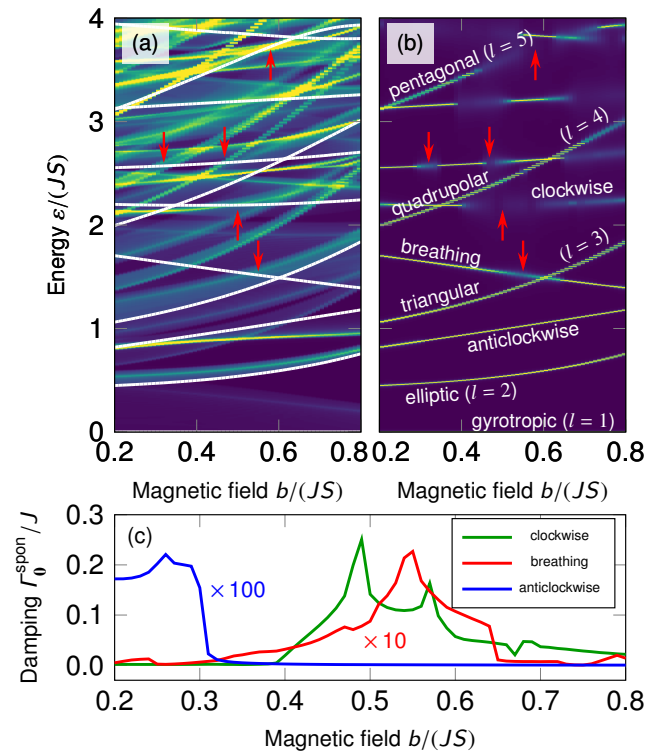 (a)
(b)
Energy ε/(JS)
4
3
2
1
0
0.2
0.4
0.6
0.8
0.2
0.4
0.6
0.8
Magnetic field b/(JS)
Magnetic field b/(JS)
pentagonal (l = 5)
quadrupolar (l = 4)
clockwise
breathing
triangular (l = 3)
anticlockwise
elliptic (l = 2)
gyrotropic (l = 1)
(c)
Damping Γ₀ˢᵖᵒⁿ/J
0.3
0.2
0.1
0.0
×100
×10
clockwise
breathing
anticlockwise
0.2
0.3
0.4
0.5
0.6
0.7
0.8
Magnetic field b/(JS)